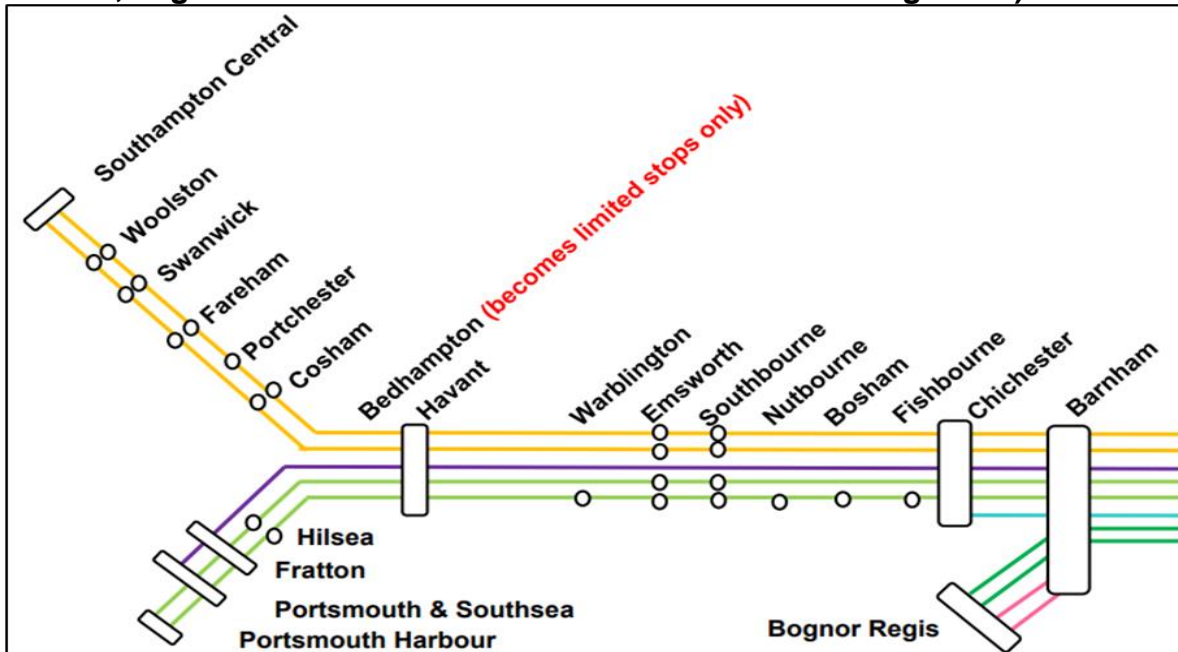 Southampton Central
Woolston
Swanwick
Fareham
Portchester
Cosham
Bedhampton (becomes limited stops only)
Havant
Warblington
Emsworth
Southbourne
Nutbourne
Bosham
Fishbourne
Chichester
Barnham
Hilsea
Fratton
Portsmouth & Southsea
Portsmouth Harbour
Bognor Regis